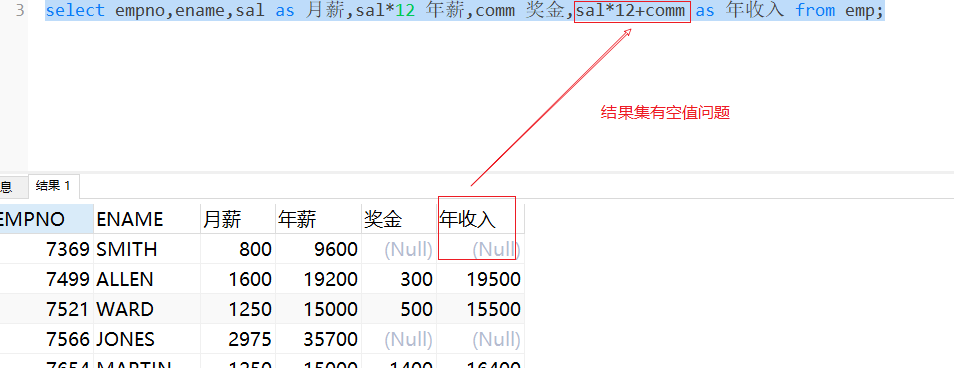 3 select empno,ename,sal as 月薪,sal*12 年薪,comm 奖金,sal*12+comm as 年收入 from emp;
结果集有空值问题
息 结果 1
EMPNO ENAME 月薪 年薪 奖金 年收入
7369 SMITH 800 9600 (Null) (Null)
7499 ALLEN 1600 19200 300 19500
7521 WARD 1250 15000 500 15500
7566 JONES 2975 35700 (Null) (Null)
7654 MARTIN 1250 15000 1400 16400